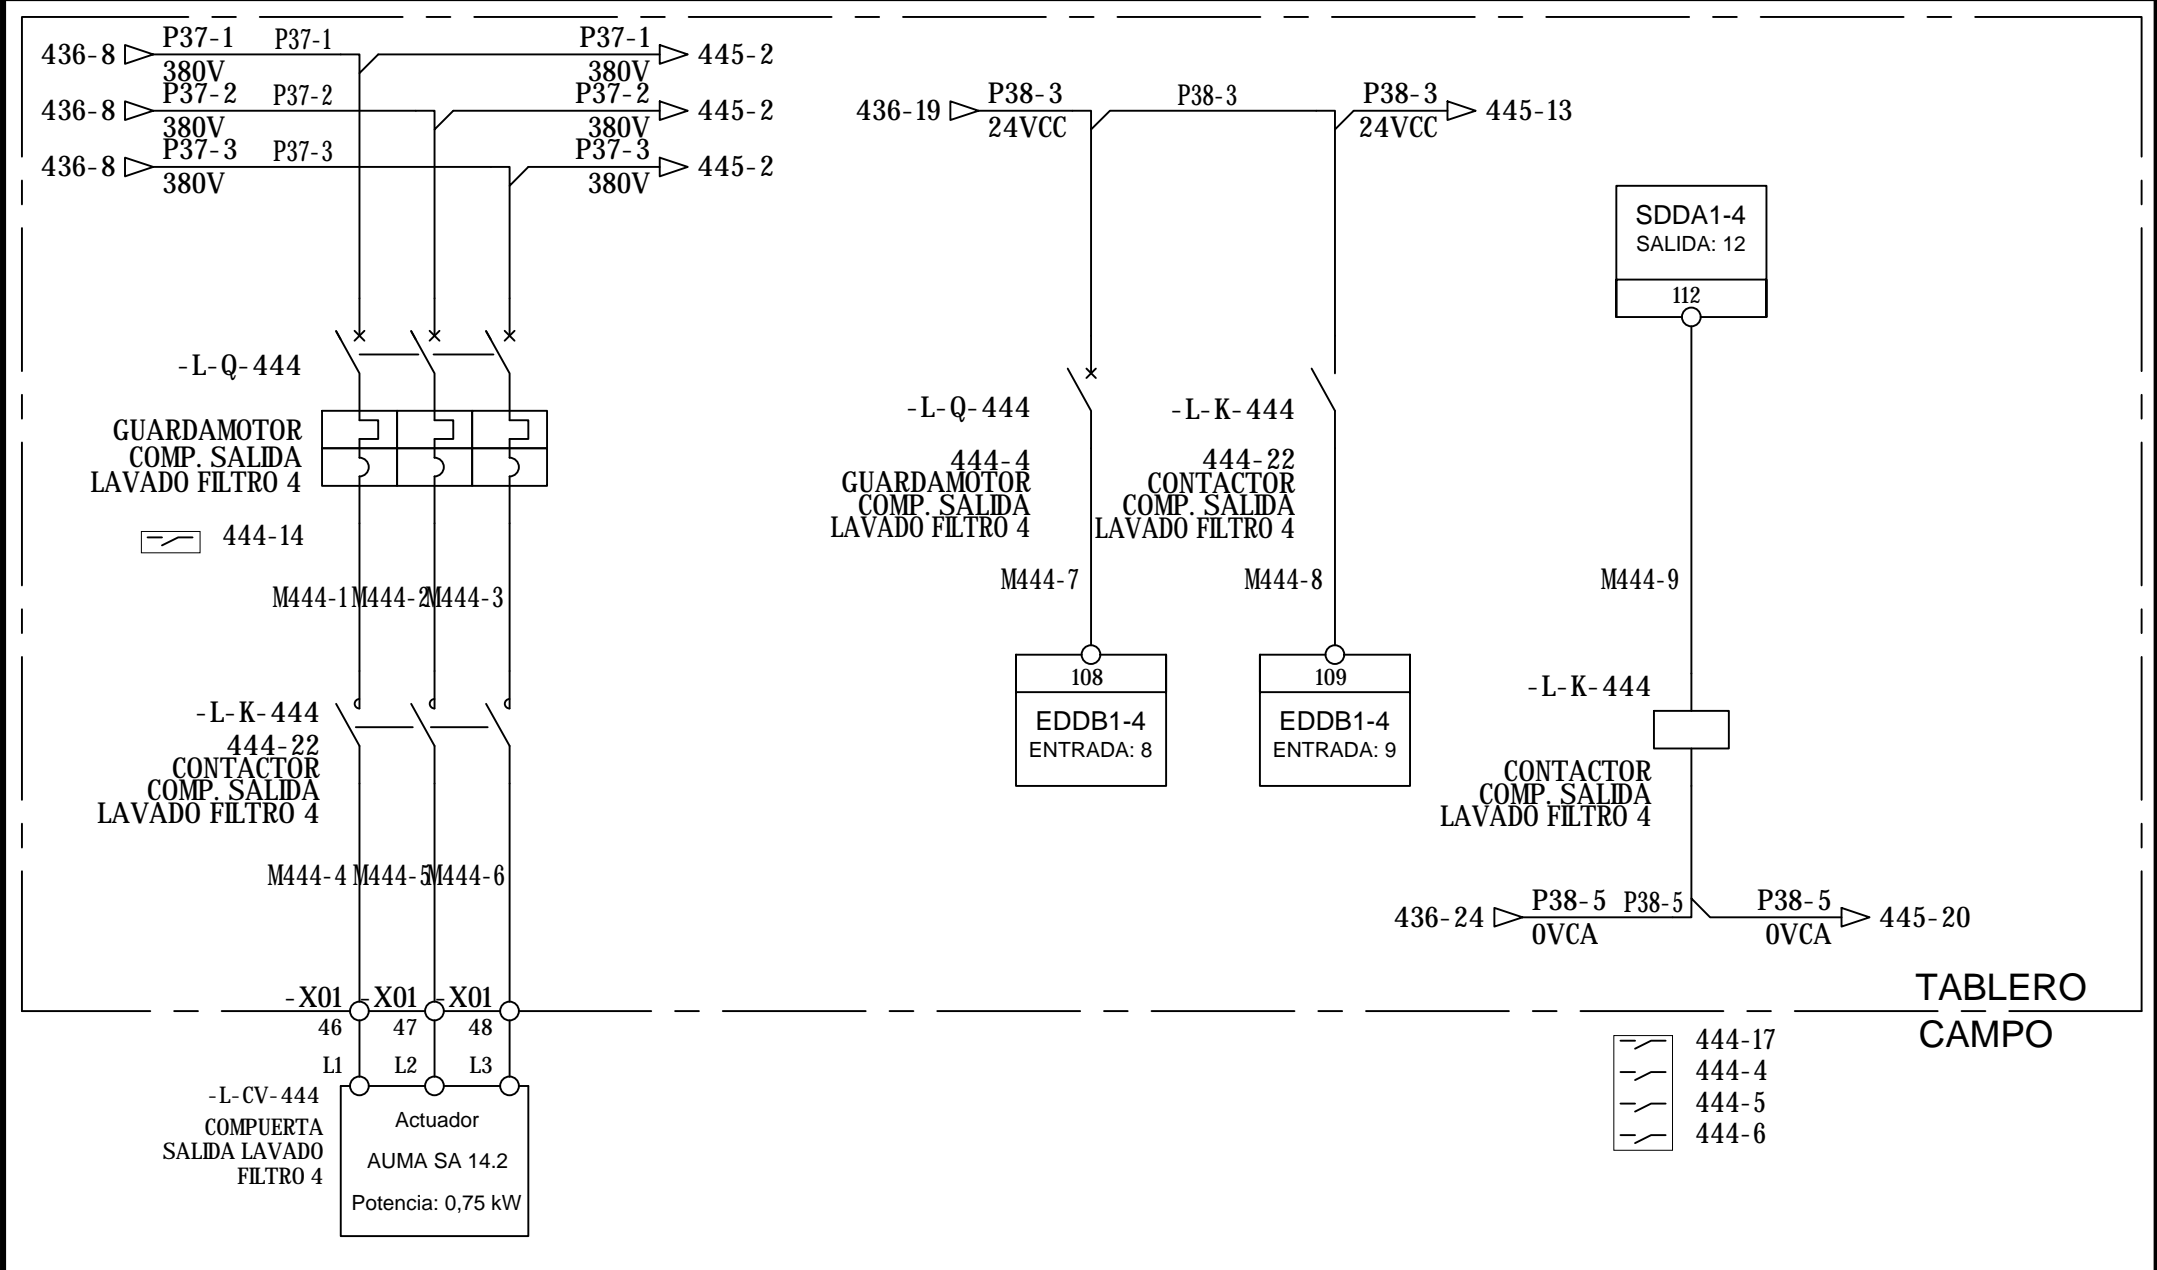 436-8
P37-1
380V
P37-1
P37-1
380V
445-2
436-8
P37-2
380V
P37-2
P37-2
380V
445-2
436-8
P37-3
380V
P37-3
P37-3
380V
445-2
-L-Q-444
GUARDAMOTOR
COMP. SALIDA
LAVADO FILTRO 4
444-14
M444-1
M444-2
M444-3
-L-K-444
444-22
CONTACTOR
COMP. SALIDA
LAVADO FILTRO 4
M444-4
M444-5
M444-6
-X01
46
-X01
47
-X01
48
L1
L2
L3
-L-CV-444
COMPUERTA
SALIDA LAVADO
FILTRO 4
Actuador
AUMA SA 14.2
Potencia: 0,75 kW
436-19
P38-3
24VCC
P38-3
P38-3
24VCC
445-13
-L-Q-444
444-4
GUARDAMOTOR
COMP. SALIDA
LAVADO FILTRO 4
M444-7
108
EDDB1-4
ENTRADA: 8
-L-K-444
444-22
CONTACTOR
COMP. SALIDA
LAVADO FILTRO 4
M444-8
109
EDDB1-4
ENTRADA: 9
SDDA1-4
SALIDA: 12
112
M444-9
-L-K-444
CONTACTOR
COMP. SALIDA
LAVADO FILTRO 4
436-24
P38-5
0VCA
P38-5
P38-5
0VCA
445-20
TABLERO
CAMPO
444-17
444-4
444-5
444-6